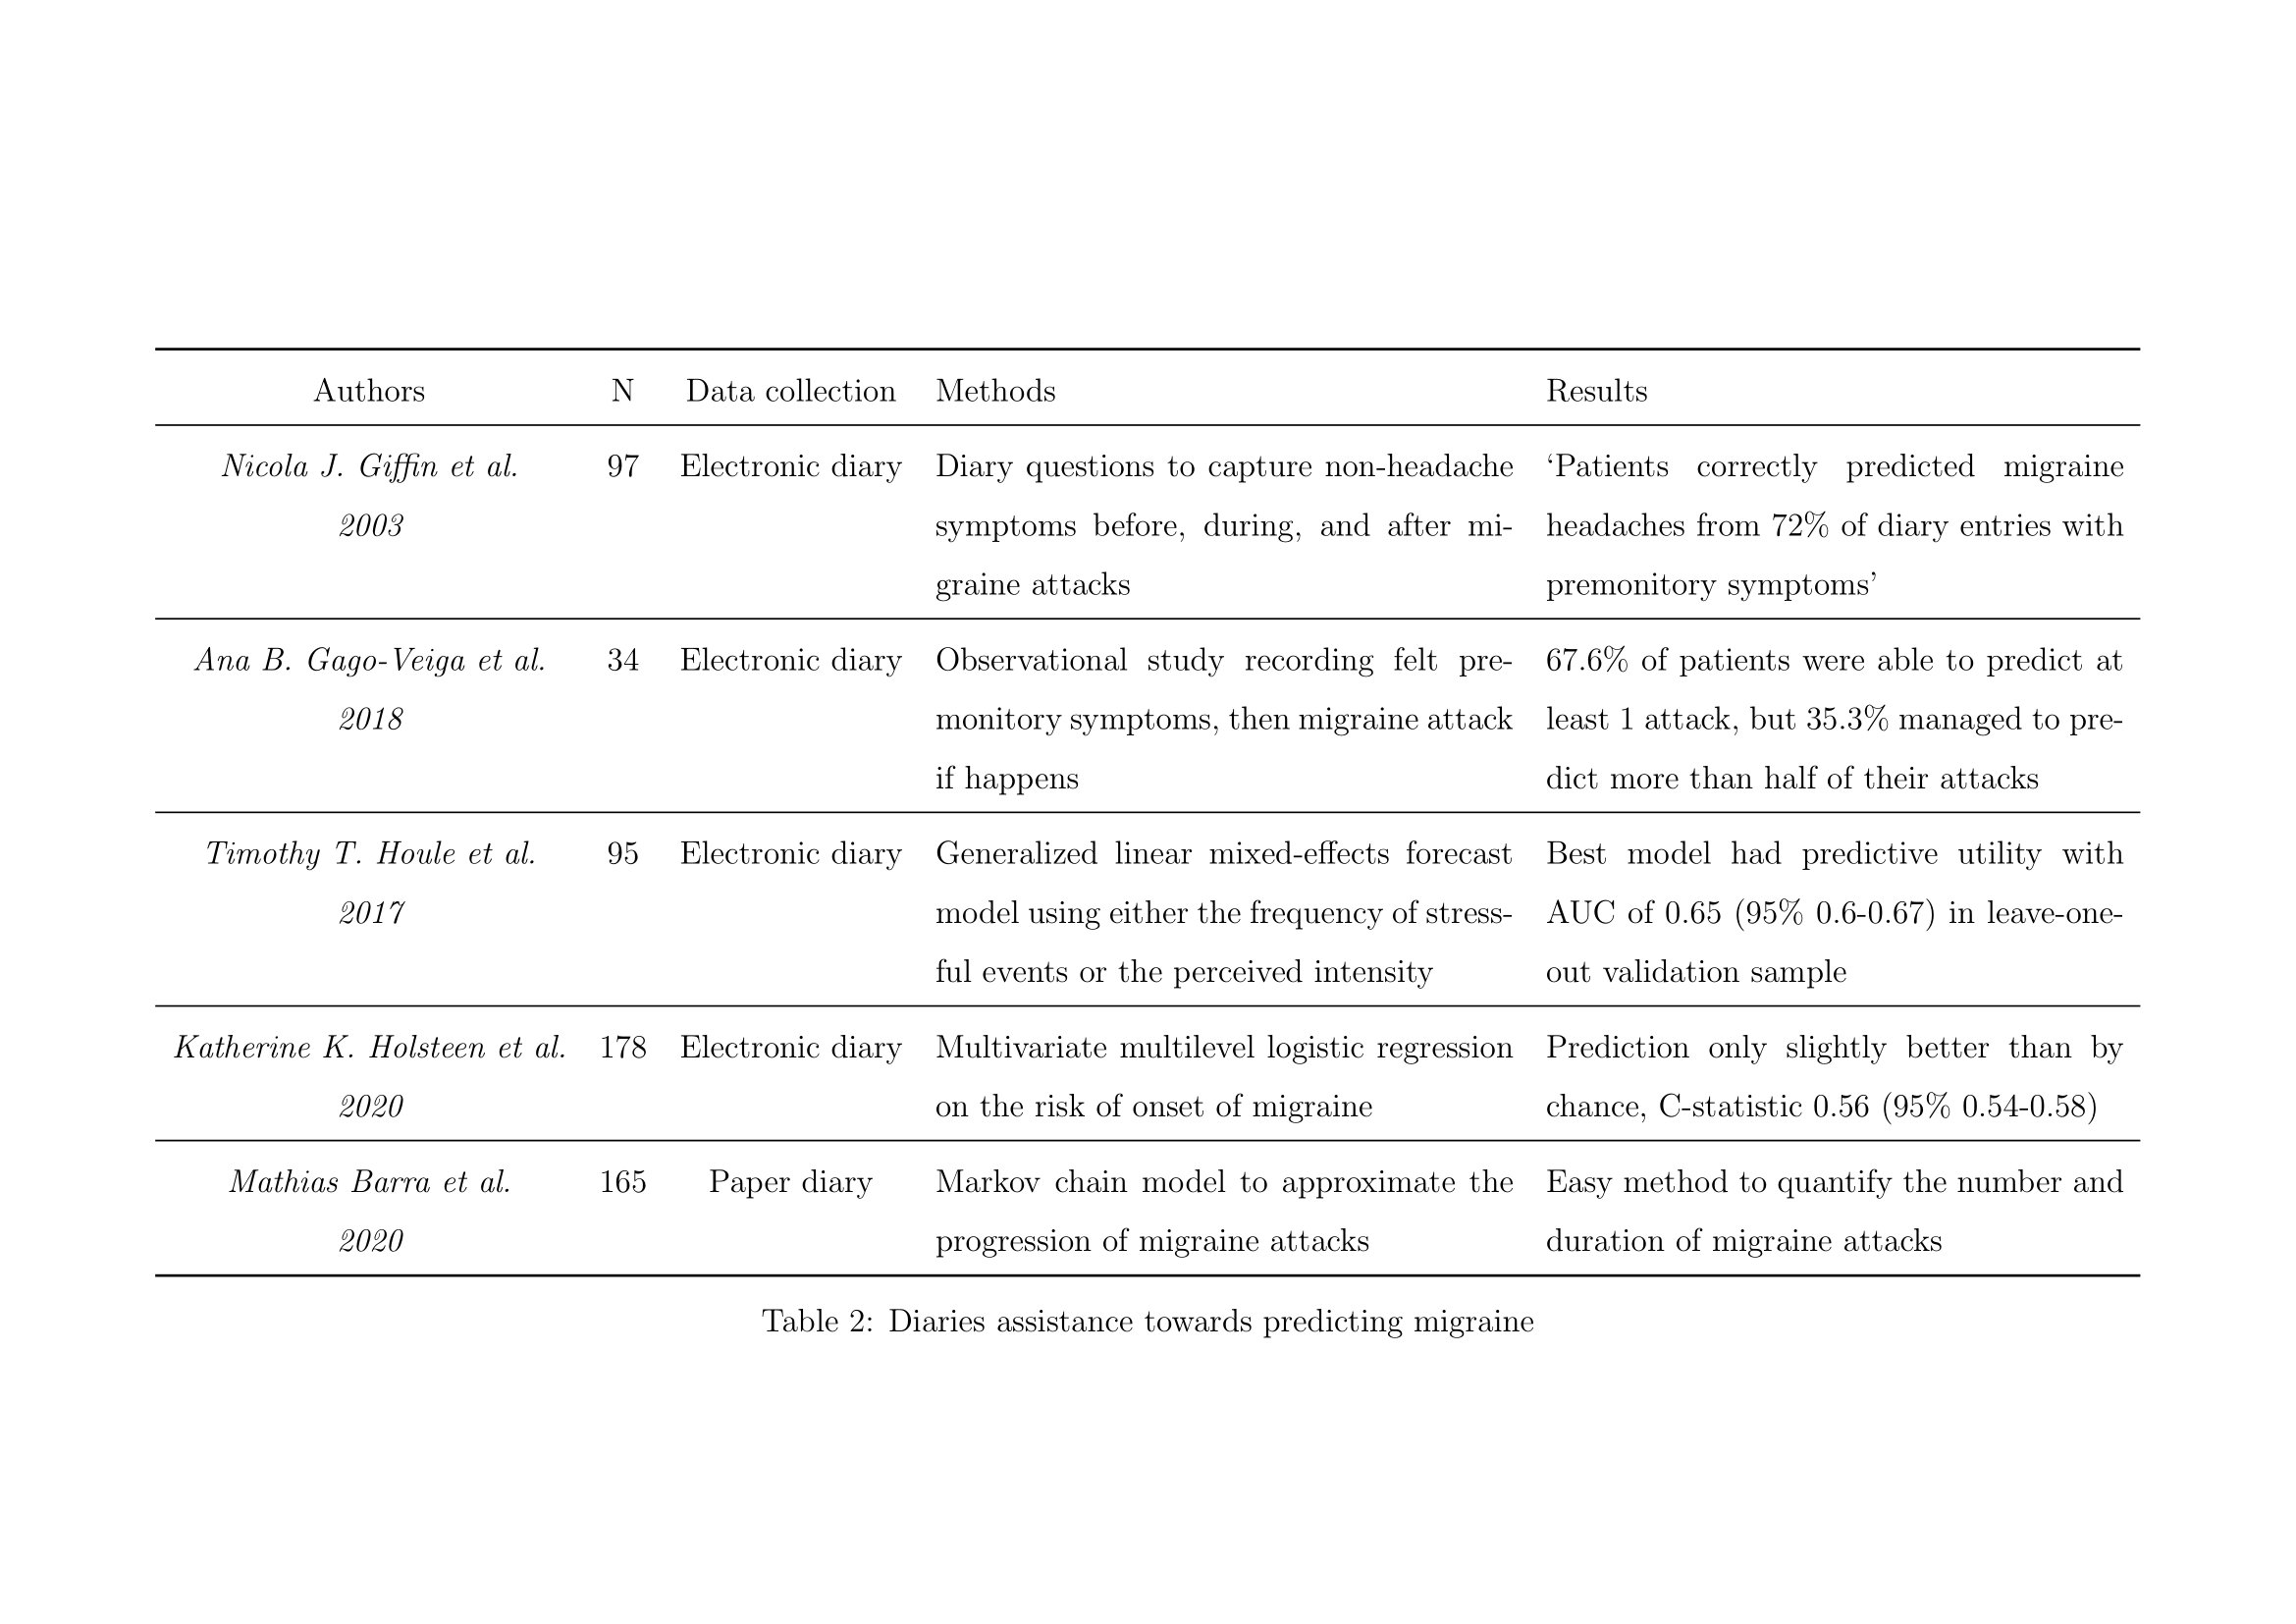 Authors N Data collection Methods Results
Nicola J. Giffin et al. 97 Electronic diary Diary questions to capture non-headache ‘Patients correctly predicted migraine
2003 symptoms before, during, and after mi- headaches from 72% of diary entries with
graine attacks premonitory symptoms’
Ana B. Gago-Veiga et al. 34 Electronic diary Observational study recording felt pre- 67.6% of patients were able to predict at
2018 monitory symptoms, then migraine attack least 1 attack, but 35.3% managed to pre-
if happens dict more than half of their attacks
Timothy T. Houle et al. 95 Electronic diary Generalized linear mixed-effects forecast Best model had predictive utility with
2017 model using either the frequency of stress- AUC of 0.65 (95% 0.6-0.67) in leave-one-
ful events or the perceived intensity out validation sample
Katherine K. Holsteen et al. 178 Electronic diary Multivariate multilevel logistic regression Prediction only slightly better than by
2020 on the risk of onset of migraine chance, C-statistic 0.56 (95% 0.54-0.58)
Mathias Barra et al. 165 Paper diary Markov chain model to approximate the Easy method to quantify the number and
2020 progression of migraine attacks duration of migraine attacks
Table 2: Diaries assistance towards predicting migraine